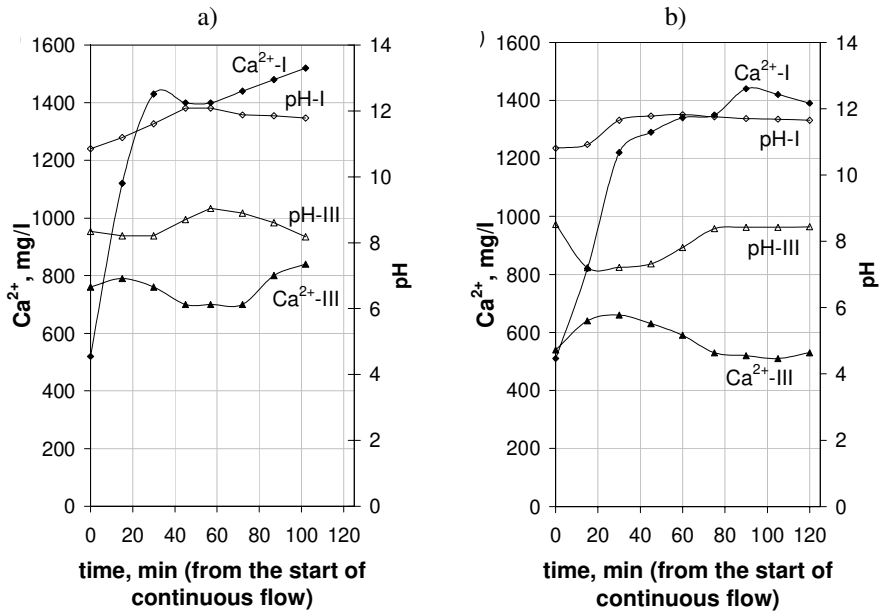 a)
1600
1400
1200
1000
800
600
400
200
0
Ca²⁺, mg/l
14
12
10
8
6
4
2
0
pH
Ca²⁺-I
pH-I
pH-III
Ca²⁺-III
0 20 40 60 80 100 120
time, min (from the start of
continuous flow)
b)
)
1600
1400
1200
1000
800
600
400
200
0
Ca²⁺, mg/l
14
12
10
8
6
4
2
0
pH
Ca²⁺-I
pH-I
pH-III
Ca²⁺-III
0 20 40 60 80 100 120
time, min (from the start of
continuous flow)